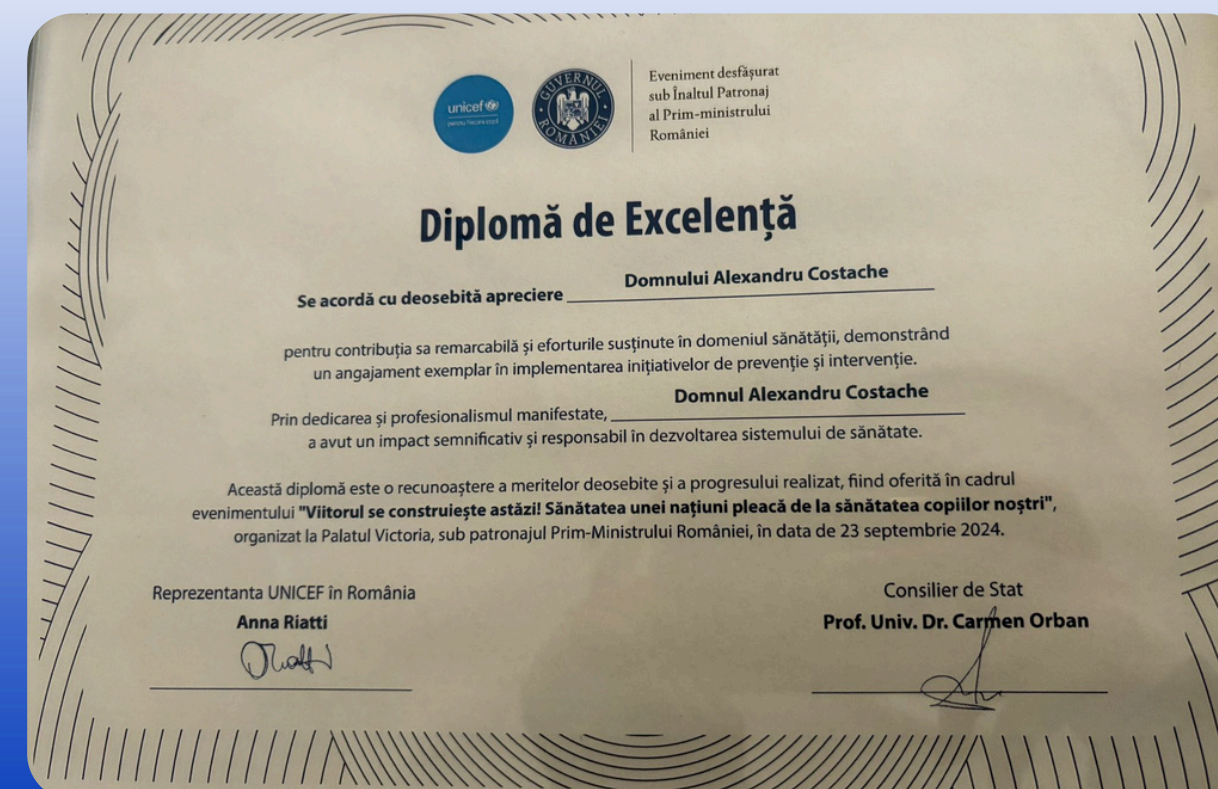 unicef
pentru fiecare copil
GUVERNUL ROMÂNIEI
Eveniment desfășurat
sub Înaltul Patronaj
al Prim-ministrului
României
Diplomă de Excelență
Domnului Alexandru Costache
Se acordă cu deosebită apreciere
pentru contribuția sa remarcabilă și eforturile susținute în domeniul sănătății, demonstrând
un angajament exemplar în implementarea inițiativelor de prevenție și intervenție.
Domnul Alexandru Costache
Prin dedicarea și profesionalismul manifestate,
a avut un impact semnificativ și responsabil în dezvoltarea sistemului de sănătate.
Această diplomă este o recunoaștere a meritelor deosebite și a progresului realizat, fiind oferită în cadrul
evenimentului "Viitorul se construiește astăzi! Sănătatea unei națiuni pleacă de la sănătatea copiilor noștri",
organizat la Palatul Victoria, sub patronajul Prim-Ministrului României, în data de 23 septembrie 2024.
Reprezentanta UNICEF în România
Anna Riatti
Consilier de Stat
Prof. Univ. Dr. Carmen Orban